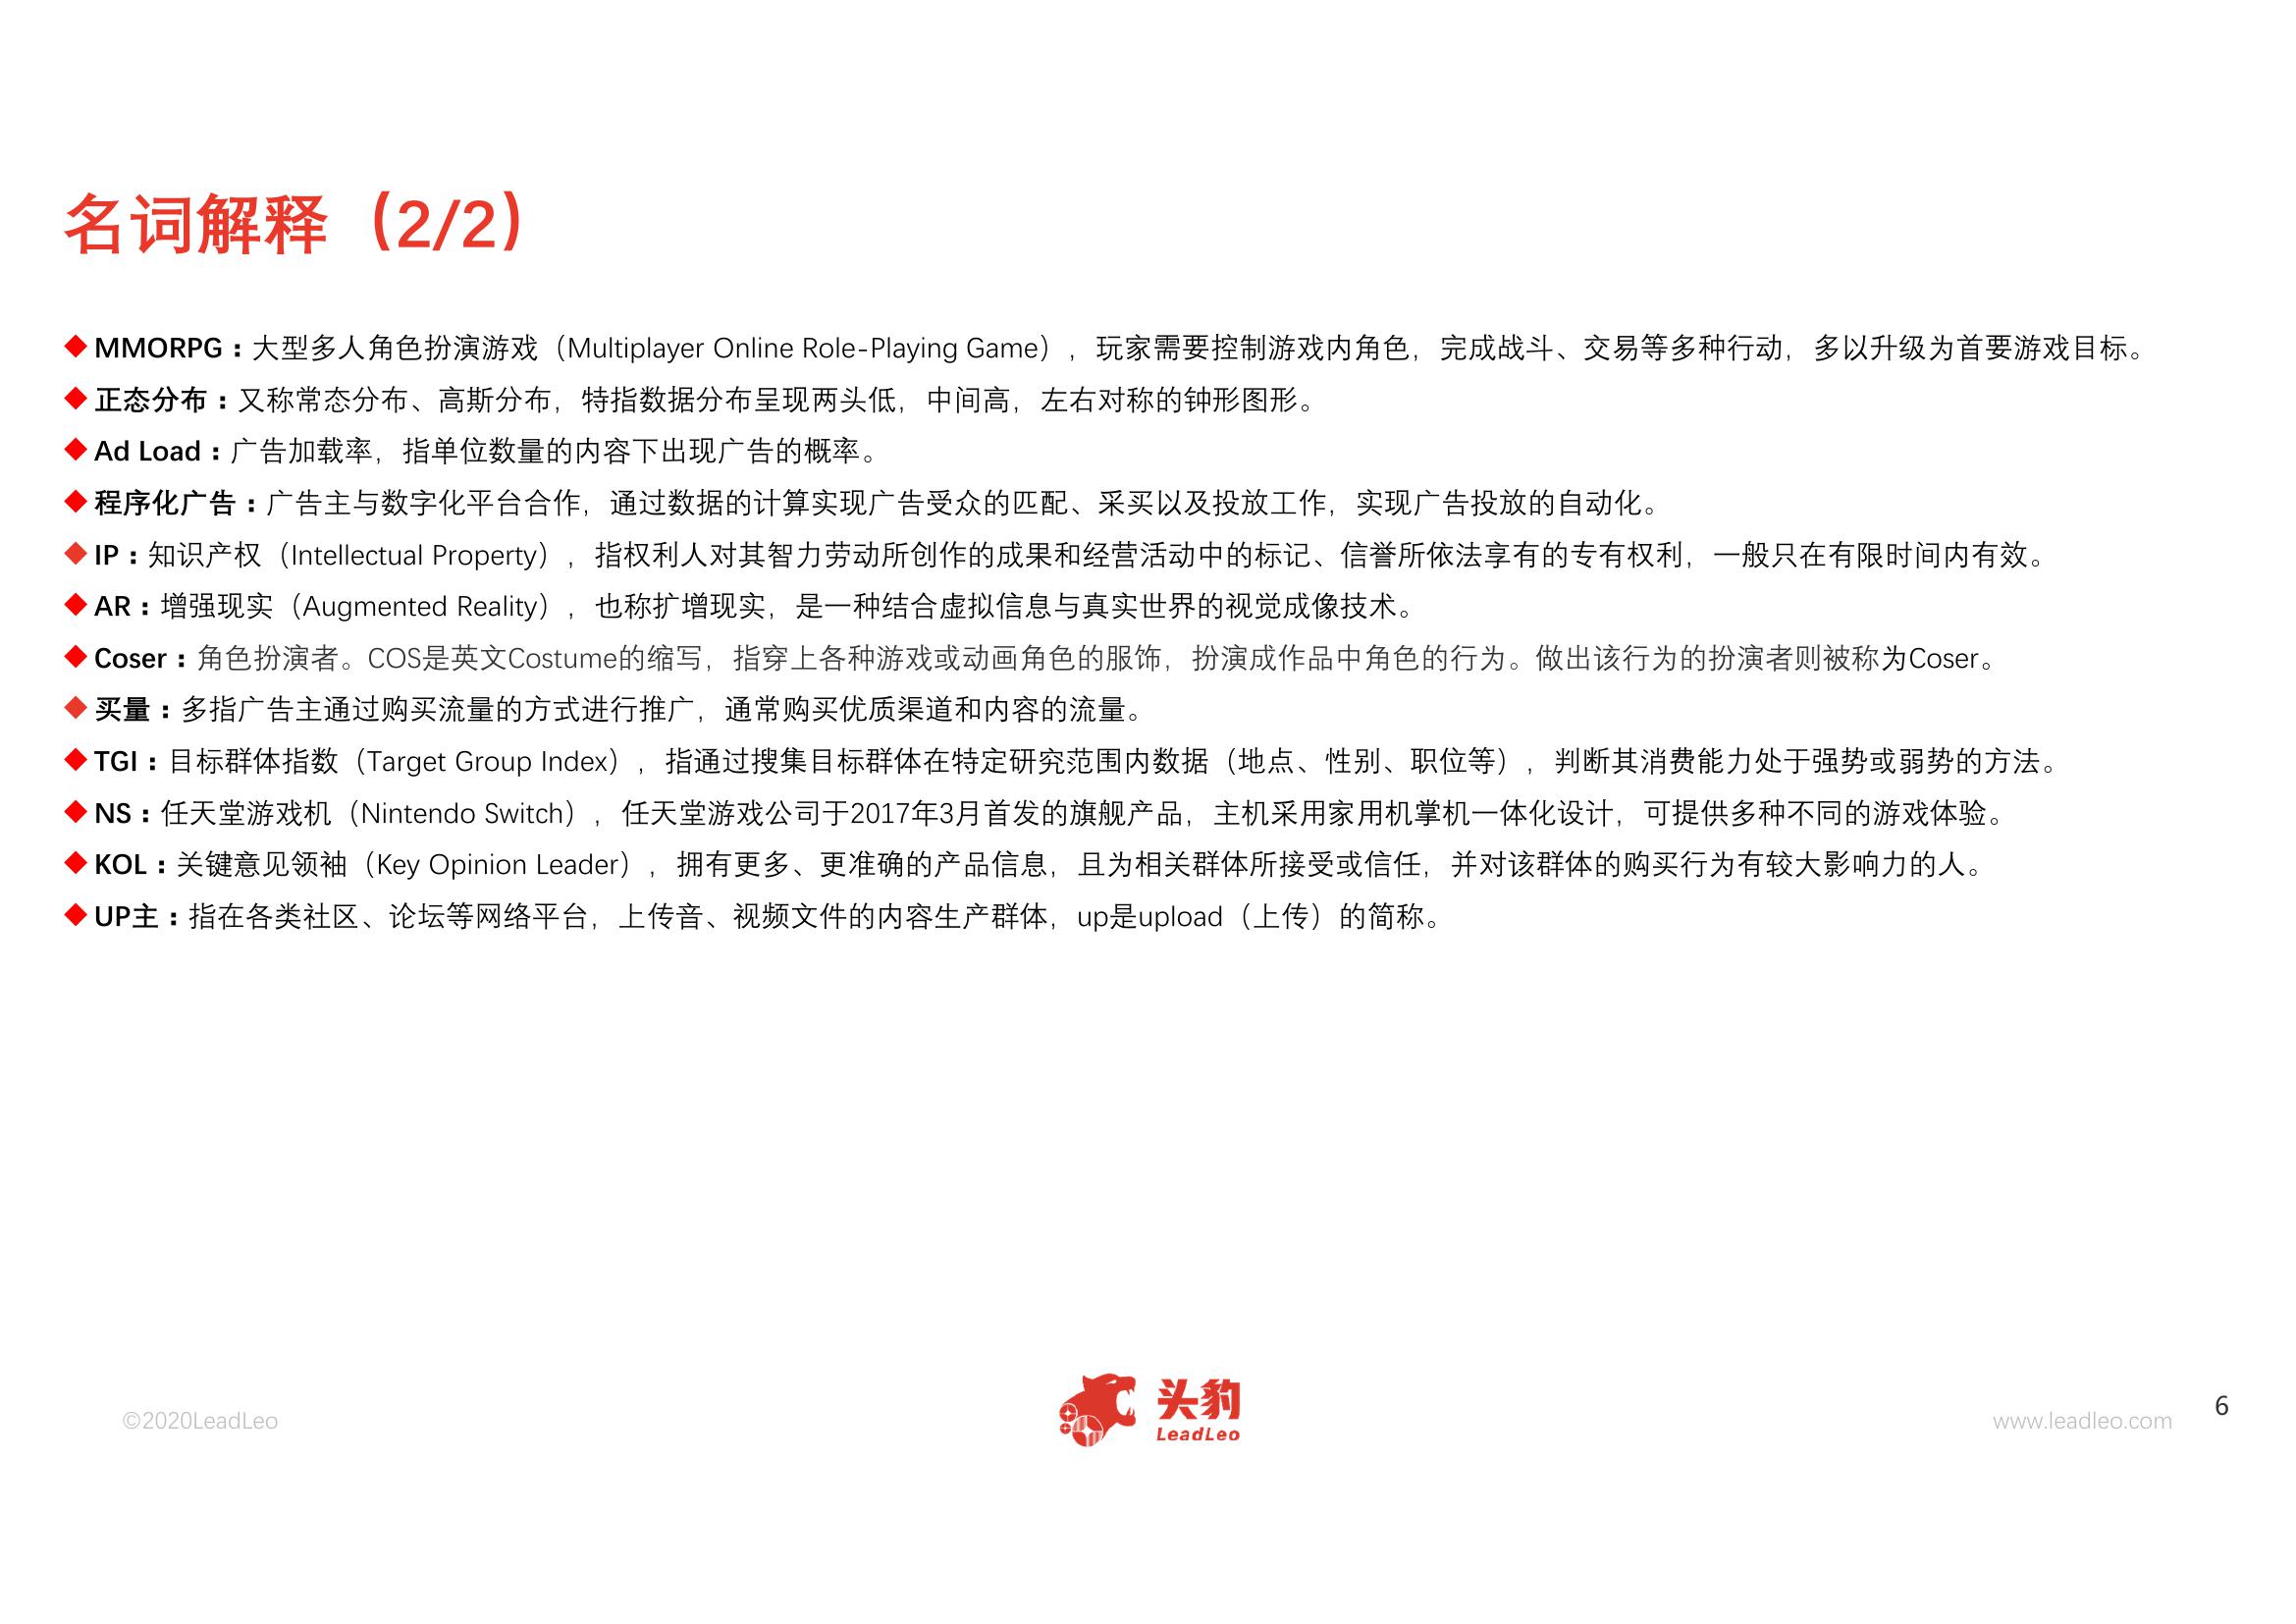 名词解释（2/2）
MMORPG：大型多人角色扮演游戏（Multiplayer Online Role-Playing Game），玩家需要控制游戏内角色，完成战斗、交易等多种行动，多以升级为首要游戏目标。
正态分布：又称常态分布、高斯分布，特指数据分布呈现两头低，中间高，左右对称的钟形图形。
Ad Load：广告加载率，指单位数量的内容下出现广告的概率。
程序化广告：广告主与数字化平台合作，通过数据的计算实现广告受众的匹配、采买以及投放工作，实现广告投放的自动化。
IP：知识产权（Intellectual Property），指权利人对其智力劳动所创作的成果和经营活动中的标记、信誉所依法享有的专有权利，一般只在有限时间内有效。
AR：增强现实（Augmented Reality），也称扩增现实，是一种结合虚拟信息与真实世界的视觉成像技术。
Coser：角色扮演者。COS是英文Costume的缩写，指穿上各种游戏或动画角色的服饰，扮演成作品中角色的行为。做出该行为的扮演者则被称为Coser。
买量：多指广告主通过购买流量的方式进行推广，通常购买优质渠道和内容的流量。
TGI：目标群体指数（Target Group Index），指通过搜集目标群体在特定研究范围内数据（地点、性别、职位等），判断其消费能力处于强势或弱势的方法。
NS：任天堂游戏机（Nintendo Switch），任天堂游戏公司于2017年3月首发的旗舰产品，主机采用家用机掌机一体化设计，可提供多种不同的游戏体验。
KOL：关键意见领袖（Key Opinion Leader），拥有更多、更准确的产品信息，且为相关群体所接受或信任，并对该群体的购买行为有较大影响力的人。
UP主：指在各类社区、论坛等网络平台，上传音、视频文件的内容生产群体，up是upload（上传）的简称。
©2020LeadLeo
头豹
LeadLeo
www.leadleo.com
6